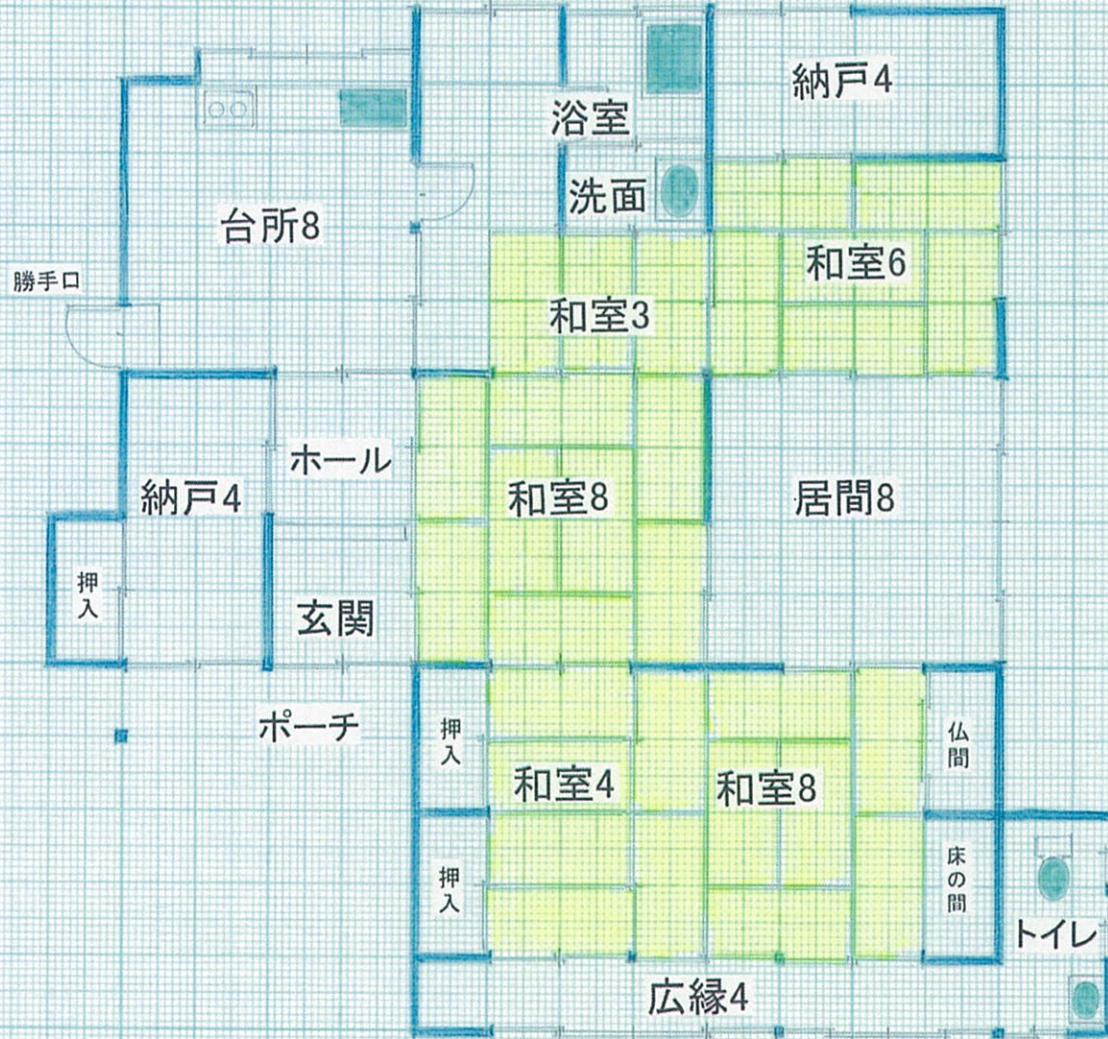 納戸4
浴室
洗面
台所8
和室6
勝手口
和室3
ホール
納戸4
和室8
居間8
押入
玄関
ポーチ
押入
仏間
和室4
和室8
押入
床の間
トイレ
広縁4